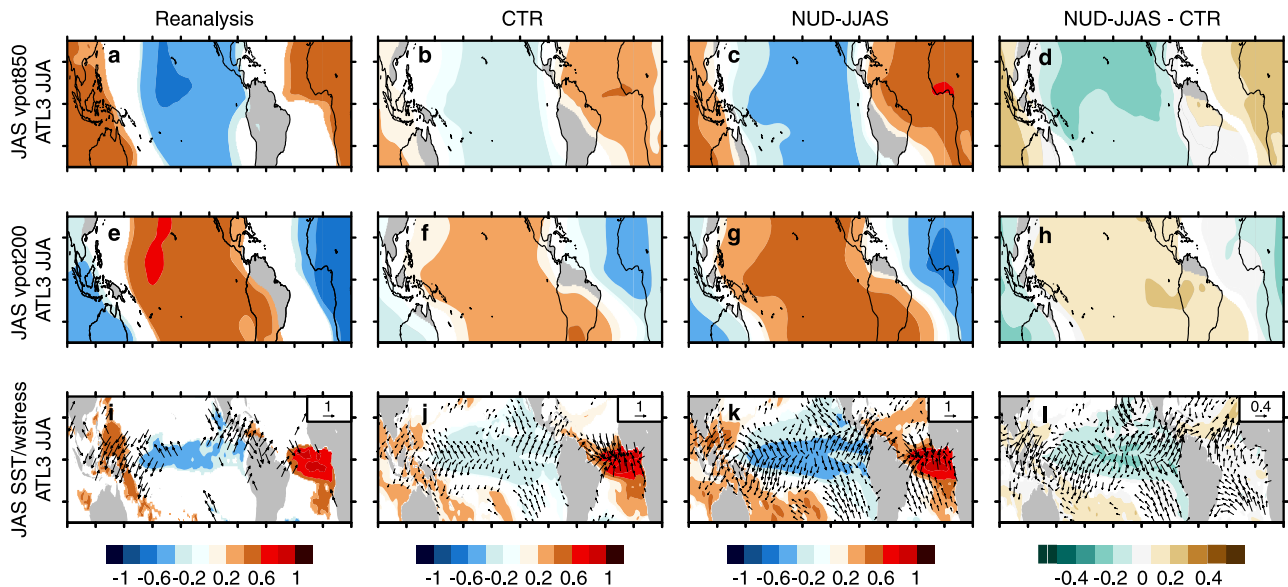 Reanalysis CTR NUD-JJAS NUD-JJAS - CTR
JAS vpot850
ATL3 JJA
a b c d
JAS vpot200
ATL3 JJA
e f g h
JAS SST/wstress
ATL3 JJA
i 1 j 1 k 1 l 0.4
-1 -0.6 -0.2 0.2 0.6 1 -1 -0.6 -0.2 0.2 0.6 1 -1 -0.6 -0.2 0.2 0.6 1 -0.4 -0.2 0 0.2 0.4